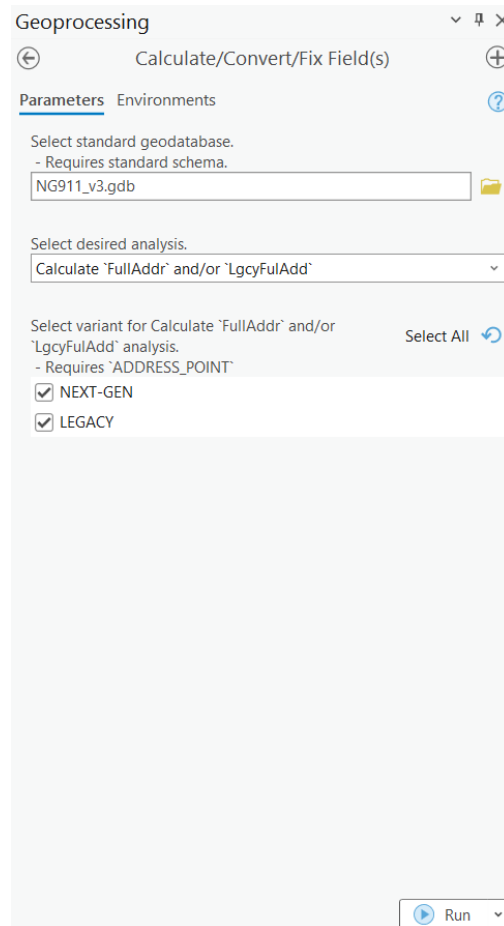 Geoprocessing
Calculate/Convert/Fix Field(s)
Parameters Environments
Select standard geodatabase.
- Requires standard schema.
NG911_v3.gdb
Select desired analysis.
Calculate `FullAddr` and/or `LgcyFulAdd`
Select variant for Calculate `FullAddr` and/or
`LgcyFulAdd` analysis.
- Requires `ADDRESS_POINT`
Select All
NEXT-GEN
LEGACY
Run